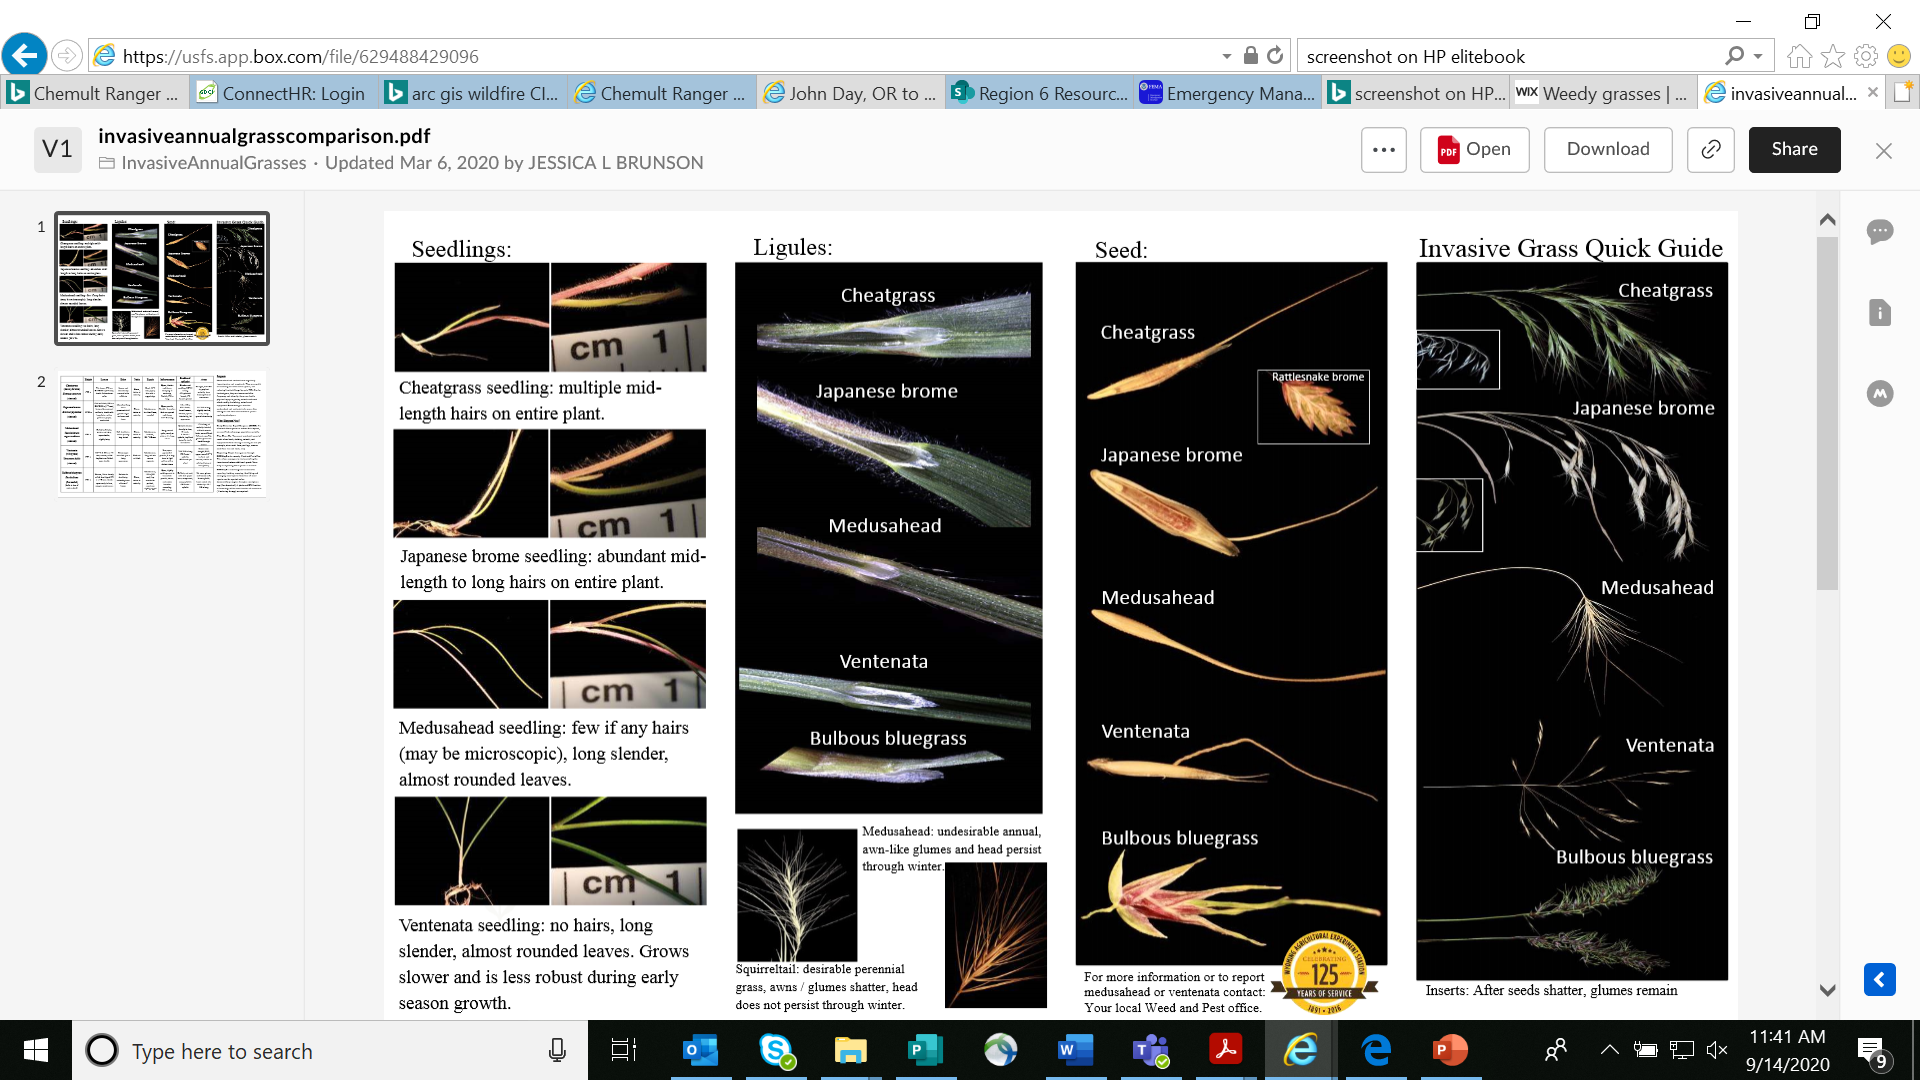 https://usfs.app.box.com/file/629488429096
screenshot on HP elitebook
Chemult Ranger ...
ConnectHR: Login
arc gis wildfire Cl...
Chemult Ranger ...
John Day, OR to ...
Region 6 Resourc...
Emergency Mana...
screenshot on HP...
WIX Weedy grasses | ...
invasiveannual...
V1
invasiveannualgrasscomparison.pdf
InvasiveAnnualGrasses · Updated Mar 6, 2020 by JESSICA L BRUNSON
PDF Open
Download
Share
1
2
Seedlings:
cm 1
Cheatgrass seedling: multiple mid-
length hairs on entire plant.
cm 1
Japanese brome seedling: abundant mid-
length to long hairs on entire plant.
cm 1
Medusahead seedling: few if any hairs
(may be microscopic), long slender,
almost rounded leaves.
cm 1
Ventenata seedling: no hairs, long
slender, almost rounded leaves. Grows
slower and is less robust during early
season growth.
Ligules:
Cheatgrass
Japanese brome
Medusahead
Ventenata
Bulbous bluegrass
Medusahead: undesirable annual,
awn-like glumes and head persist
through winter.
Squirreltail: desirable perennial
grass, awns / glumes shatter, head
does not persist through winter.
Seed:
Cheatgrass
Rattlesnake brome
Japanese brome
Medusahead
Ventenata
Bulbous bluegrass
For more information or to report
medusahead or ventenata contact:
Your local Weed and Pest office.
WYOMING AGRICULTURAL EXPERIMENT STATION
CELEBRATING
125
YEARS OF SERVICE
1891 • 2016
Invasive Grass Quick Guide
Cheatgrass
Japanese brome
Medusahead
Ventenata
Bulbous bluegrass
Inserts: After seeds shatter, glumes remain
Type here to search
11:41 AM
9/14/2020
9